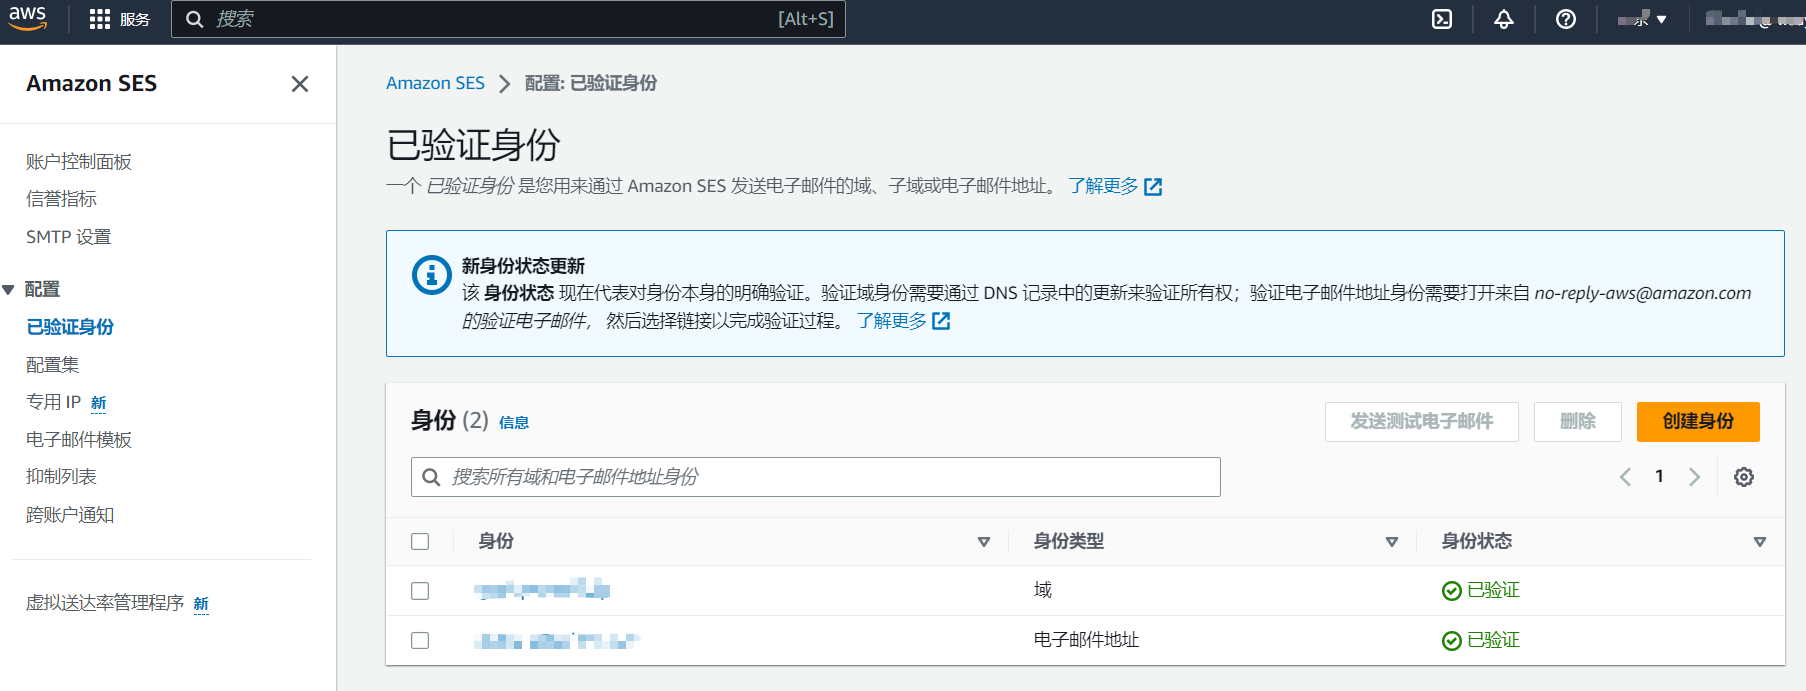 aws
服务
搜索
[Alt+S]
Amazon SES
账户控制面板
信誉指标
SMTP 设置
配置
已验证身份
配置集
专用 IP 新
电子邮件模板
抑制列表
跨账户通知
虚拟送达率管理程序 新
Amazon SES
配置: 已验证身份
已验证身份
一个 已验证身份 是您用来通过 Amazon SES 发送电子邮件的域、子域或电子邮件地址。 了解更多
新身份状态更新
该 身份状态 现在代表对身份本身的明确验证。验证域身份需要通过 DNS 记录中的更新来验证所有权；验证电子邮件地址身份需要打开来自 no-reply-aws@amazon.com
的验证电子邮件， 然后选择链接以完成验证过程。 了解更多
身份 (2) 信息
发送测试电子邮件
删除
创建身份
搜索所有域和电子邮件地址身份
1
身份
身份类型
身份状态
域
已验证
电子邮件地址
已验证